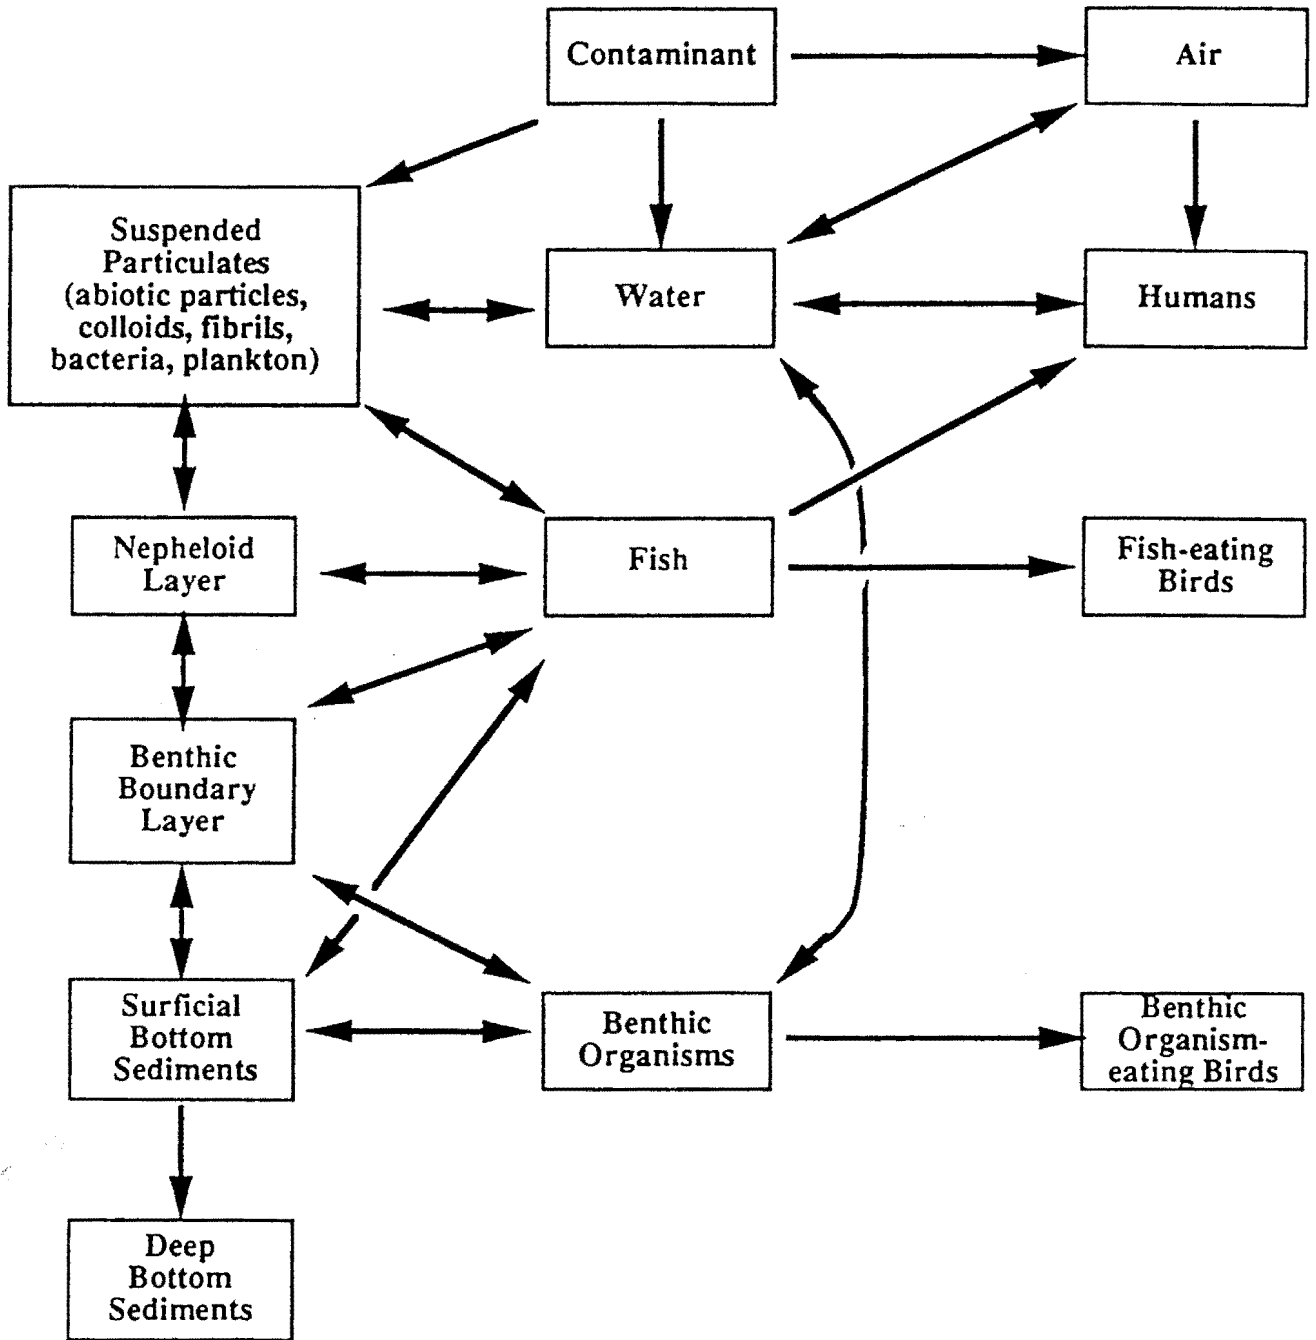 Contaminant
Air
Suspended
Particulates
(abiotic particles,
colloids, fibrils,
bacteria, plankton)
Water
Humans
Nepheloid
Layer
Fish
Fish-eating
Birds
Benthic
Boundary
Layer
Surficial
Bottom
Sediments
Benthic
Organisms
Benthic
Organism-
eating Birds
Deep
Bottom
Sediments